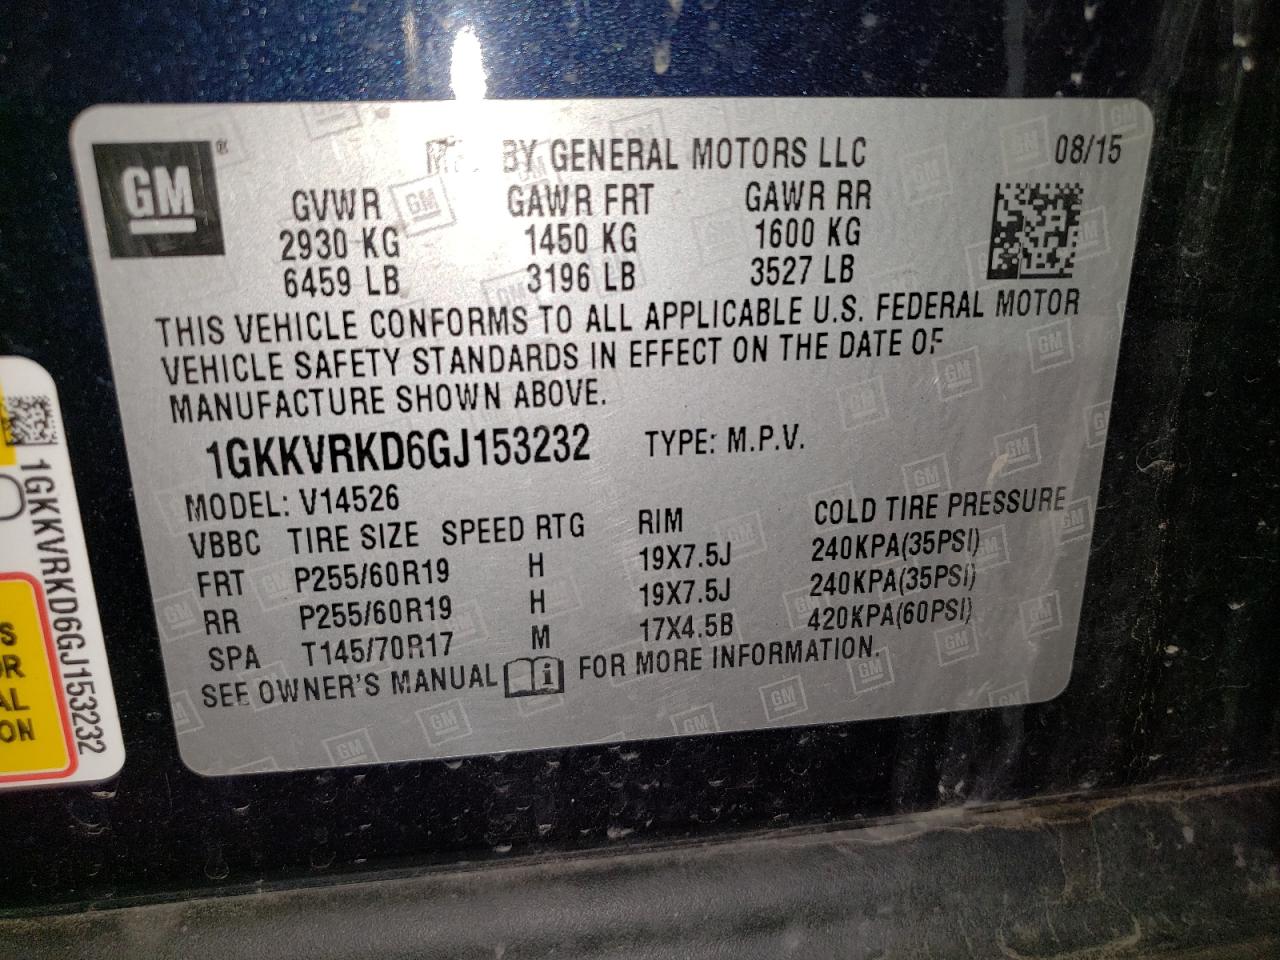 GM ®
BY GENERAL MOTORS LLC 08/15
GVWR GAWR FRT GAWR RR
2930 KG 1450 KG 1600 KG
6459 LB 3196 LB 3527 LB
THIS VEHICLE CONFORMS TO ALL APPLICABLE U.S. FEDERAL MOTOR
VEHICLE SAFETY STANDARDS IN EFFECT ON THE DATE OF
MANUFACTURE SHOWN ABOVE.
1GKKVRKD6GJ153232 TYPE: M.P.V.
MODEL: V14526
VBBC TIRE SIZE SPEED RTG RIM COLD TIRE PRESSURE
FRT P255/60R19 H 19X7.5J 240KPA(35PSI)
RR P255/60R19 H 19X7.5J 240KPA(35PSI)
SPA T145/70R17 M 17X4.5B 420KPA(60PSI)
SEE OWNER'S MANUAL FOR MORE INFORMATION.
1GKKVRKD6GJ153232
S
OR
AL
ON